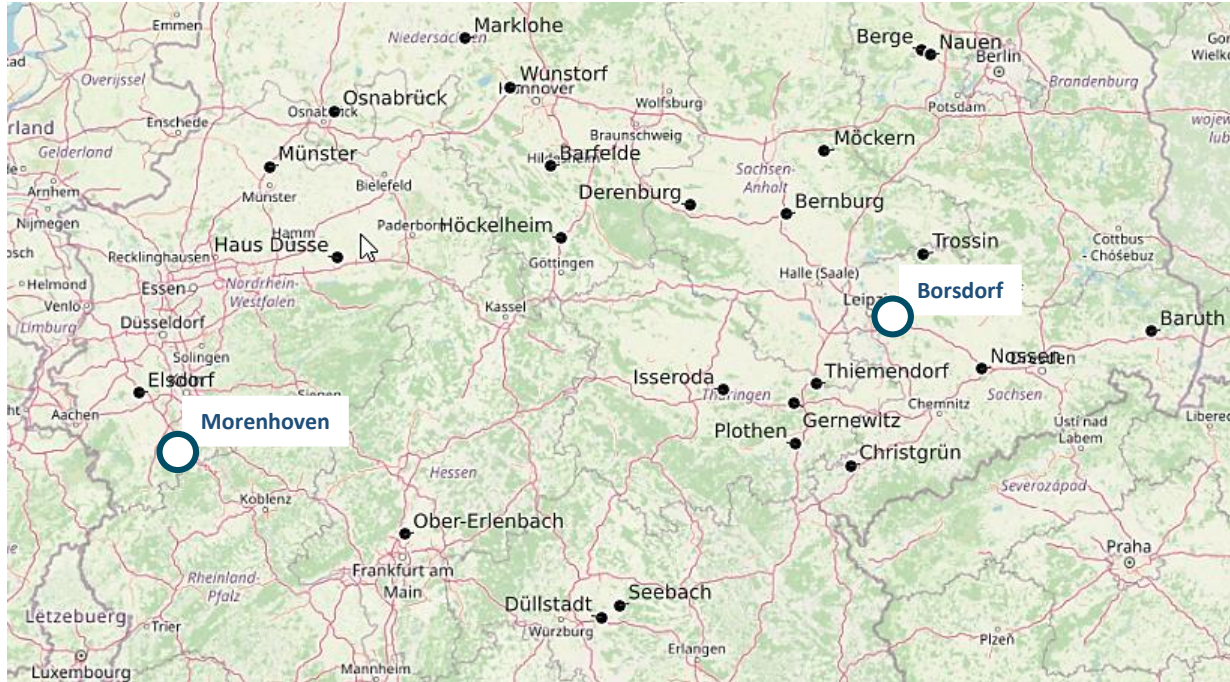 Emmen
Marklohe
Niedersachsen
Berge
Nauen
Berlin
Overijssel
Wunstorf
Hannover
Brandenburg
Osnabrück
Osnabrück
Wolfsburg
Potsdam
Enschede
Braunschweig
Möckern
Gelderland
Münster
Hildesheim
Barfelde
Sachsen-
Anhalt
Arnhem
Münster
Bielefeld
Derenburg
Bernburg
Nijmegen
Hamm
Paderborn
Höckelheim
Trossin
Cottbus
- Chóśebuz
Recklinghausen
Haus Düsse
Göttingen
Halle (Saale)
Helmond
Essen
Nordrhein-
Westfalen
Borsdorf
Venlo
Kassel
Leipzig
Limburg
Düsseldorf
Baruth
Solingen
Nossen
Dresden
Elsdorf
Köln
Isseroda
Thüringen
Thiemendorf
Sachsen
Aachen
Siegen
Chemnitz
Morenhoven
Plothen
Gernewitz
Ústí nad
Labem
Liberec
Hessen
Christgrün
Severozápad
Koblenz
Ober-Erlenbach
Praha
Frankfurt am
Main
Rheinland-
Pfalz
Düllstadt
Seebach
Lëtzebuerg
Trier
Würzburg
Plzeň
Erlangen
Luxembourg
Mannheim